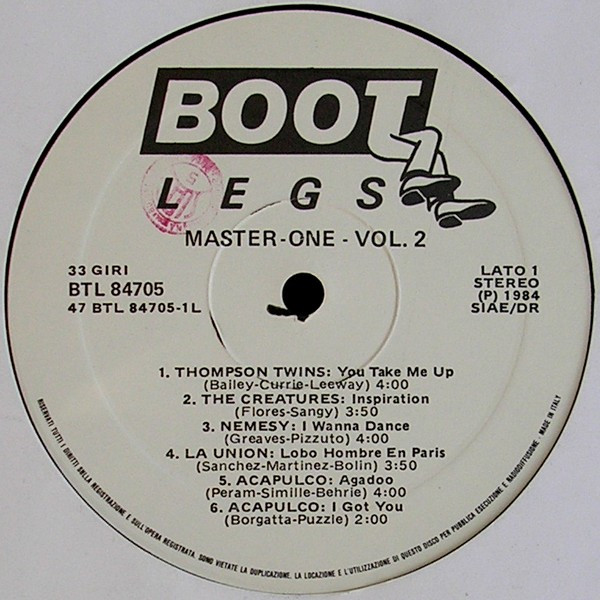 BOOT
LEGS
MASTER-ONE - VOL. 2
33 GIRI
BTL 84705
47 BTL 84705-1L
LATO 1
STEREO
(P) 1984
SIAE/DR
1. THOMPSON TWINS: You Take Me Up
(Bailey-Currie-Leeway) 4:00
2. THE CREATURES: Inspiration
(Flores-Sangy) 3:50
3. NEMESY: I Wanna Dance
(Greaves-Pizzuto) 4:00
4. LA UNION: Lobo Hombre En Paris
(Sanchez-Martinez-Bolin) 3:50
5. ACAPULCO: Agadoo
(Peram-Simille-Behrie) 4:00
6. ACAPULCO: I Got You
(Borgatta-Puzzle) 2:00
RISERVATI TUTTI I DIRITTI SULLA REGISTRAZIONE E SULL'OPERA REGISTRATA. SONO VIETATE LA DUPLICAZIONE, LA LOCAZIONE E L'UTILIZZAZIONE DI QUESTO DISCO PER PUBBLICA ESECUZIONE E RADIODIFFUSIONE. - MADE IN ITALY